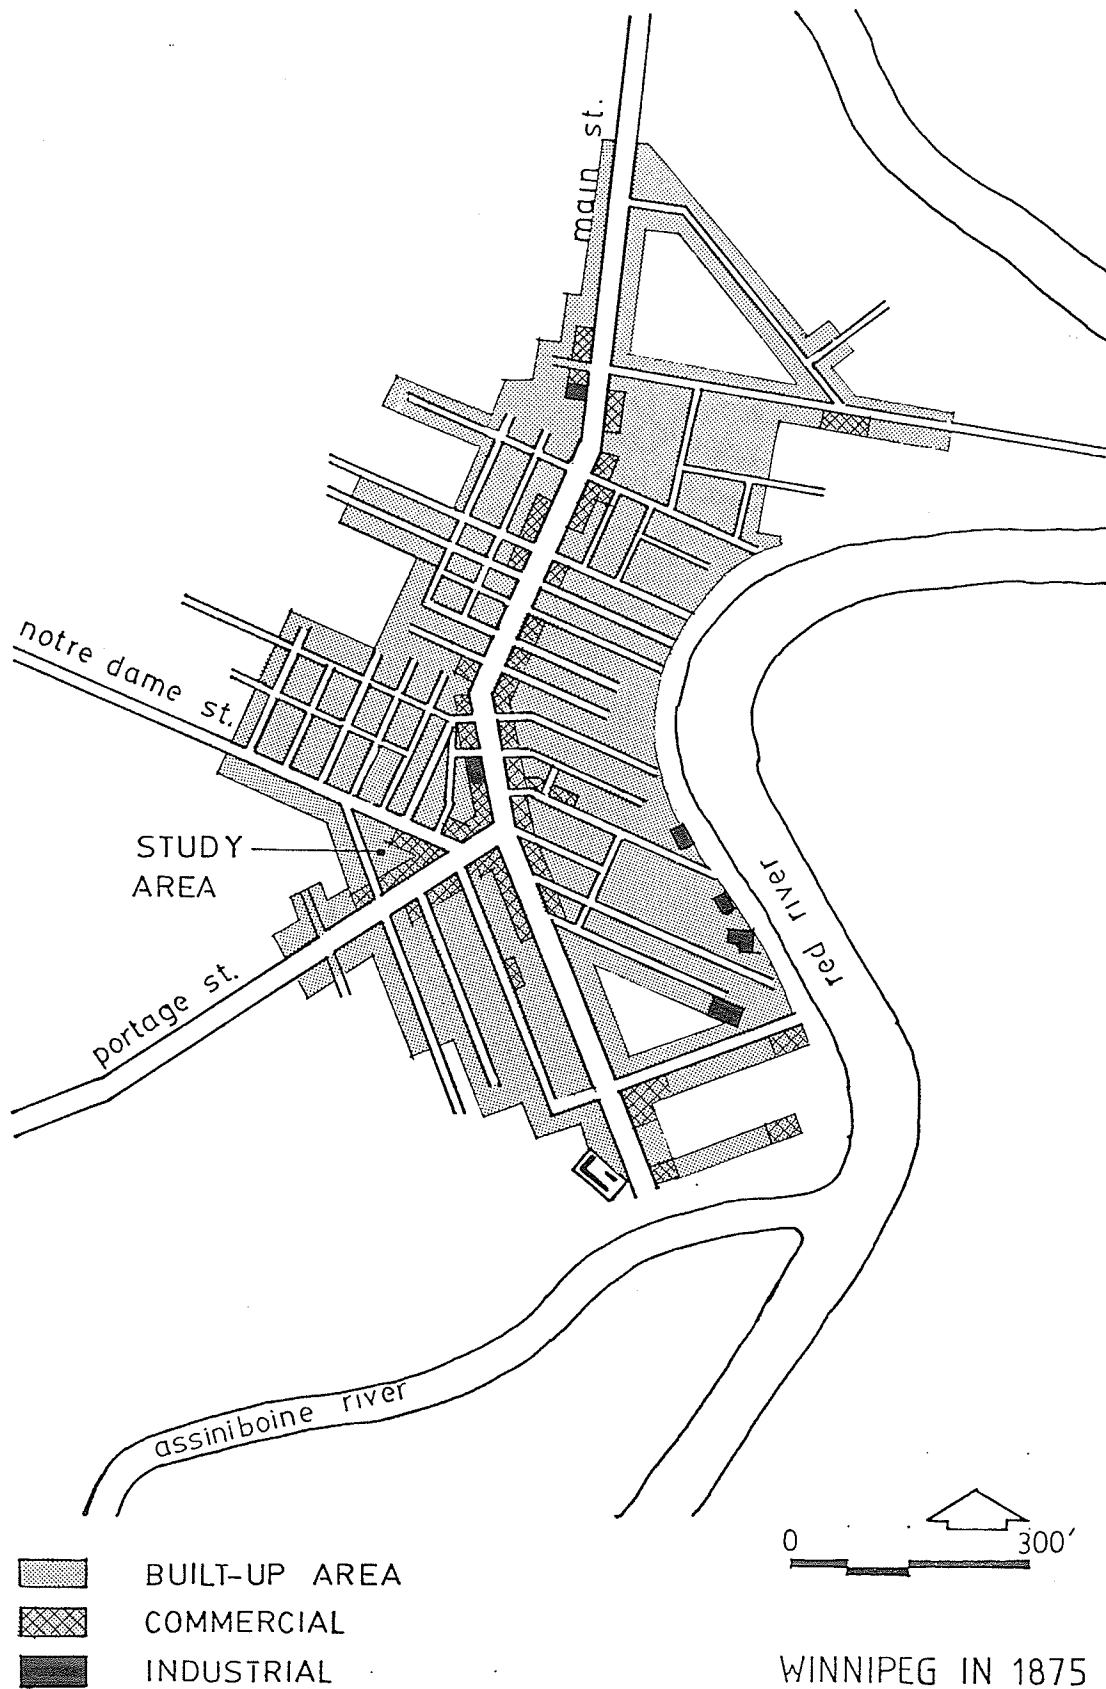 main st.
notre dame st.
STUDY
AREA
portage st.
red river
assiniboine river
0 300'
BUILT-UP AREA
COMMERCIAL
INDUSTRIAL
WINNIPEG IN 1875